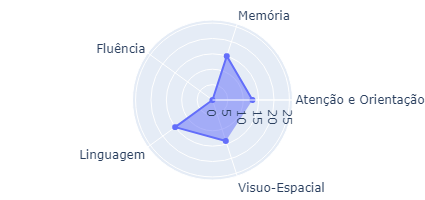 Memória
Fluência
Atenção e Orientação
0 5 10 15 20 25
Linguagem
Visuo-Espacial